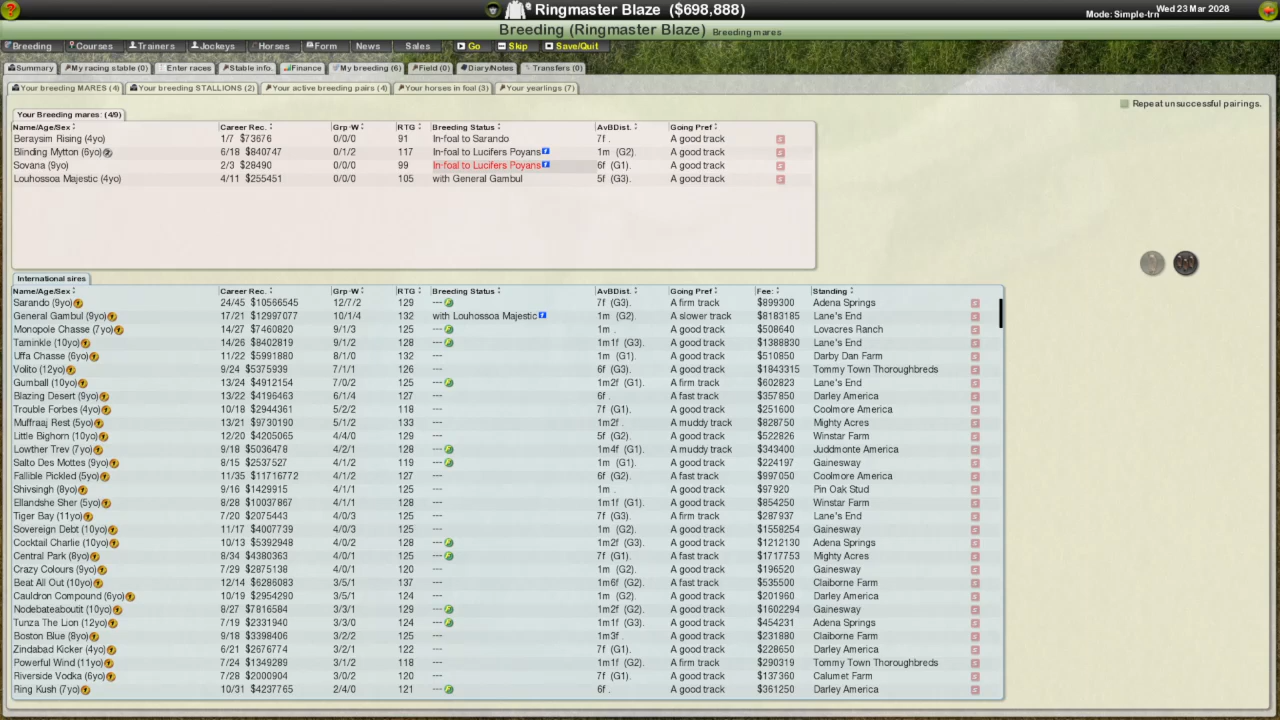 Ringmaster Blaze ($698,888)
Mode: Simple-trn Wed 23 Mar 2028
Breeding (Ringmaster Blaze) Breeding mares
Breeding Courses Trainers Jockeys Horses Form News Sales Go Skip Save/Quit
Summary My racing stable (0) Enter races Stable info. Finance My breeding (6) Field (0) Diary/Notes Transfers (0)
Your breeding MARES (4) Your breeding STALLIONS (2) Your active breeding pairs (4) Your horses in foal (3) Your yearlings (7)
Repeat unsuccessful pairings.
Your Breeding mares: (4/9)
Name/Age/Sex Career Rec. Grp-W RTG Breeding Status AvBDist. Going Pref
Beraysim Rising (4yo) 1/7 $73676 0/0/0 91 In-foal to Sarando 7f . A good track
Blinding Mytton (6yo) 6/18 $840747 0/1/2 117 In-foal to Lucifers Poyans 1m (G2). A good track
Sovana (9yo) 2/3 $28490 0/0/0 99 In-foal to Lucifers Poyans 6f (G1). A good track
Louhossoa Majestic (4yo) 4/11 $255451 0/0/0 105 with General Gambul 5f (G3). A good track
International sires
Name/Age/Sex Career Rec. Grp-W RTG Breeding Status AvBDist. Going Pref Fee: Standing
Sarando (9yo) 24/45 $10566545 12/7/2 129 --- 7f (G3). A firm track $899300 Adena Springs
General Gambul (9yo) 17/21 $12997077 10/1/4 132 with Louhossoa Majestic 1m (G2). A slower track $8183185 Lane's End
Monopole Chasse (7yo) 14/27 $7460820 9/1/3 125 --- 1m . A good track $508640 Lovacres Ranch
Taminkle (10yo) 14/26 $8402819 9/1/3 128 --- 1m1f (G3). A good track $1388830 Lane's End
Uffa Chasse (6yo) 11/22 $5991880 8/1/0 132 --- 1m (G1). A good track $510850 Darby Dan Farm
Volito (12yo) 9/24 $5375939 7/1/1 126 --- 6f (G3). A good track $1843315 Tommy Town Thoroughbreds
Gumball (10yo) 13/24 $4912154 7/0/2 125 --- 1m2f (G1). A firm track $602823 Lane's End
Blazing Desert (9yo) 13/22 $4196463 6/1/4 127 --- 6f . A fast track $357850 Darley America
Trouble Forbes (4yo) 10/18 $2944361 5/2/2 118 --- 7f (G1). A good track $251600 Coolmore America
Muffraaj Rest (5yo) 13/21 $9730190 5/1/2 133 --- 1m2f . A muddy track $828750 Mighty Acres
Little Bighorn (10yo) 12/20 $4205065 4/4/0 129 --- 5f (G2). A good track $522826 Winstar Farm
Lowther Trev (7yo) 9/18 $5036478 4/2/1 128 --- 1m4f (G1). A muddy track $343400 Juddmonte America
Salto Des Mottes (9yo) 8/15 $2537527 4/1/2 119 --- 1m (G1). A good track $224197 Gainesway
Fallible Pickled (5yo) 11/35 $11716772 4/1/2 127 --- 6f (G2). A fast track $997050 Coolmore America
Shivsingh (8yo) 9/16 $1429915 4/1/1 125 --- 1m . A good track $97920 Pin Oak Stud
Ellandshe Sher (5yo) 8/28 $10037867 4/1/1 128 --- 1m1f (G1). A good track $854250 Winstar Farm
Tiger Bay (11yo) 7/20 $2075443 4/0/3 125 --- 7f (G3). A good track $287937 Lane's End
Sovereign Debt (10yo) 11/17 $4007739 4/0/3 125 --- 1m (G2). A good track $1558254 Gainesway
Cocktail Charlie (10yo) 10/13 $5392948 4/0/2 128 --- 1m2f (G3). A good track $1212130 Adena Springs
Central Park (8yo) 8/34 $4380363 4/0/1 125 --- 7f (G1). A fast track $1717753 Mighty Acres
Crazy Colours (9yo) 7/29 $2875138 4/0/1 120 --- 1m (G2). A good track $196520 Gainesway
Beat All Out (10yo) 12/14 $6286083 3/5/1 137 --- 1m6f (G2). A fast track $535500 Claiborne Farm
Cauldron Compound (6yo) 10/19 $2954290 3/5/1 124 --- 1m (G2). A good track $201960 Darley America
Nodebateaboutit (10yo) 8/27 $7816584 3/3/1 129 --- 1m2f (G2). A good track $1602294 Gainesway
Tunza The Lion (12yo) 7/19 $2331940 3/3/0 124 --- 1m1f (G3). A good track $454231 Adena Springs
Boston Blue (8yo) 9/18 $3398406 3/2/2 125 --- 1m3f . A good track $231880 Claiborne Farm
Zindabad Kicker (4yo) 6/21 $2676774 3/2/1 122 --- 7f (G1). A good track $228650 Darley America
Powerful Wind (11yo) 7/24 $1349289 3/1/2 118 --- 1m1f (G2). A firm track $290319 Tommy Town Thoroughbreds
Riverside Vodka (6yo) 7/28 $2000904 3/0/2 120 --- 7f (G1). A good track $137360 Calumet Farm
Ring Kush (7yo) 10/31 $4237765 2/4/0 121 --- 6f . A good track $361250 Darley America